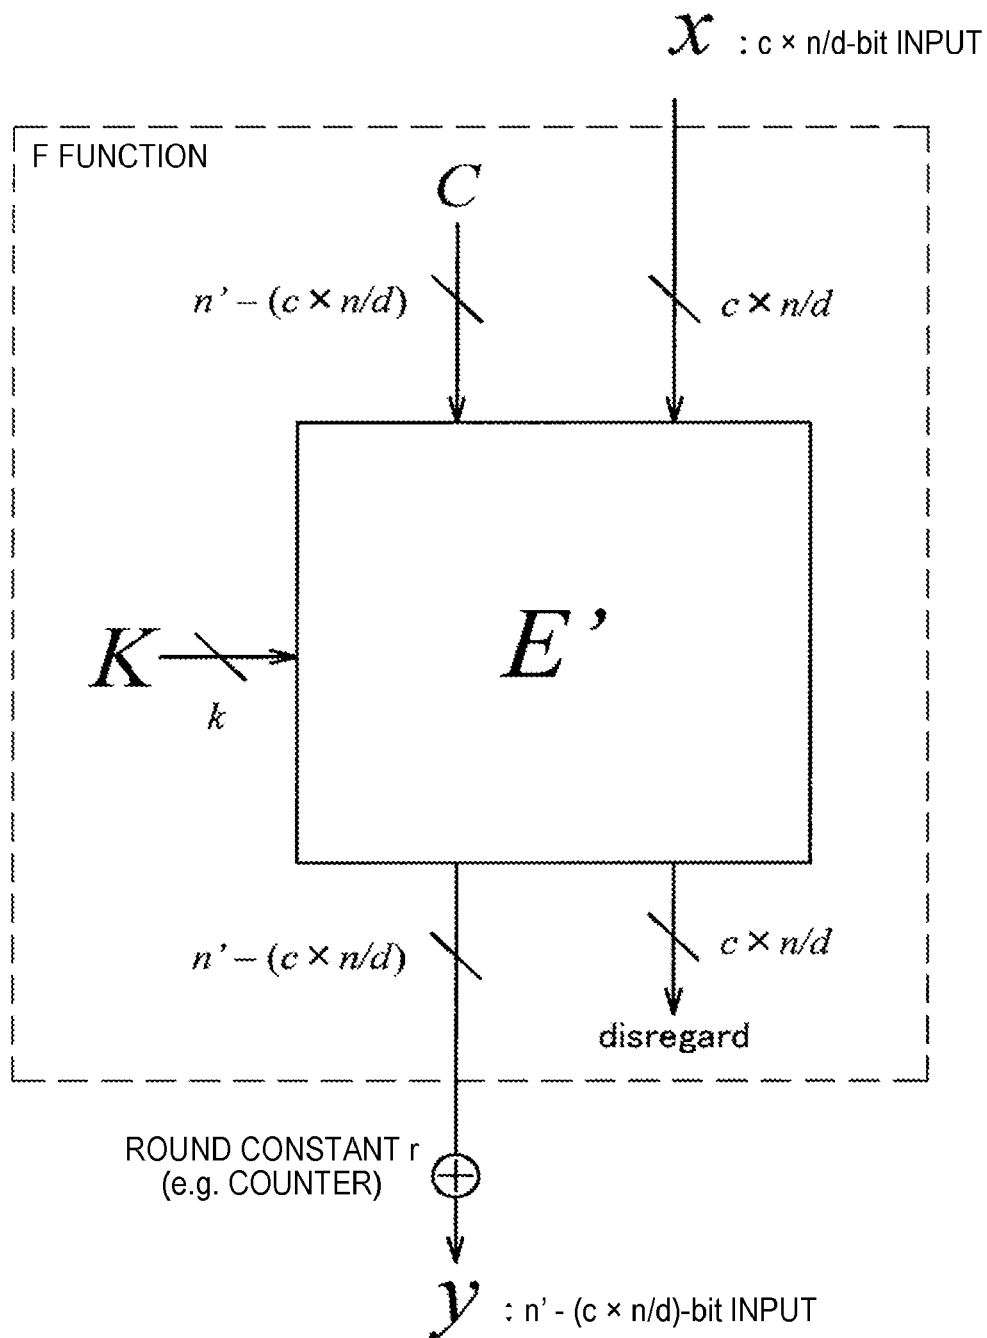 x : c × n/d-bit INPUT
F FUNCTION
C
n’ – (c × n/d)
c × n/d
E’
K
k
n’ – (c × n/d)
c × n/d
disregard
ROUND CONSTANT r
(e.g. COUNTER)
y : n’ - (c × n/d)-bit INPUT